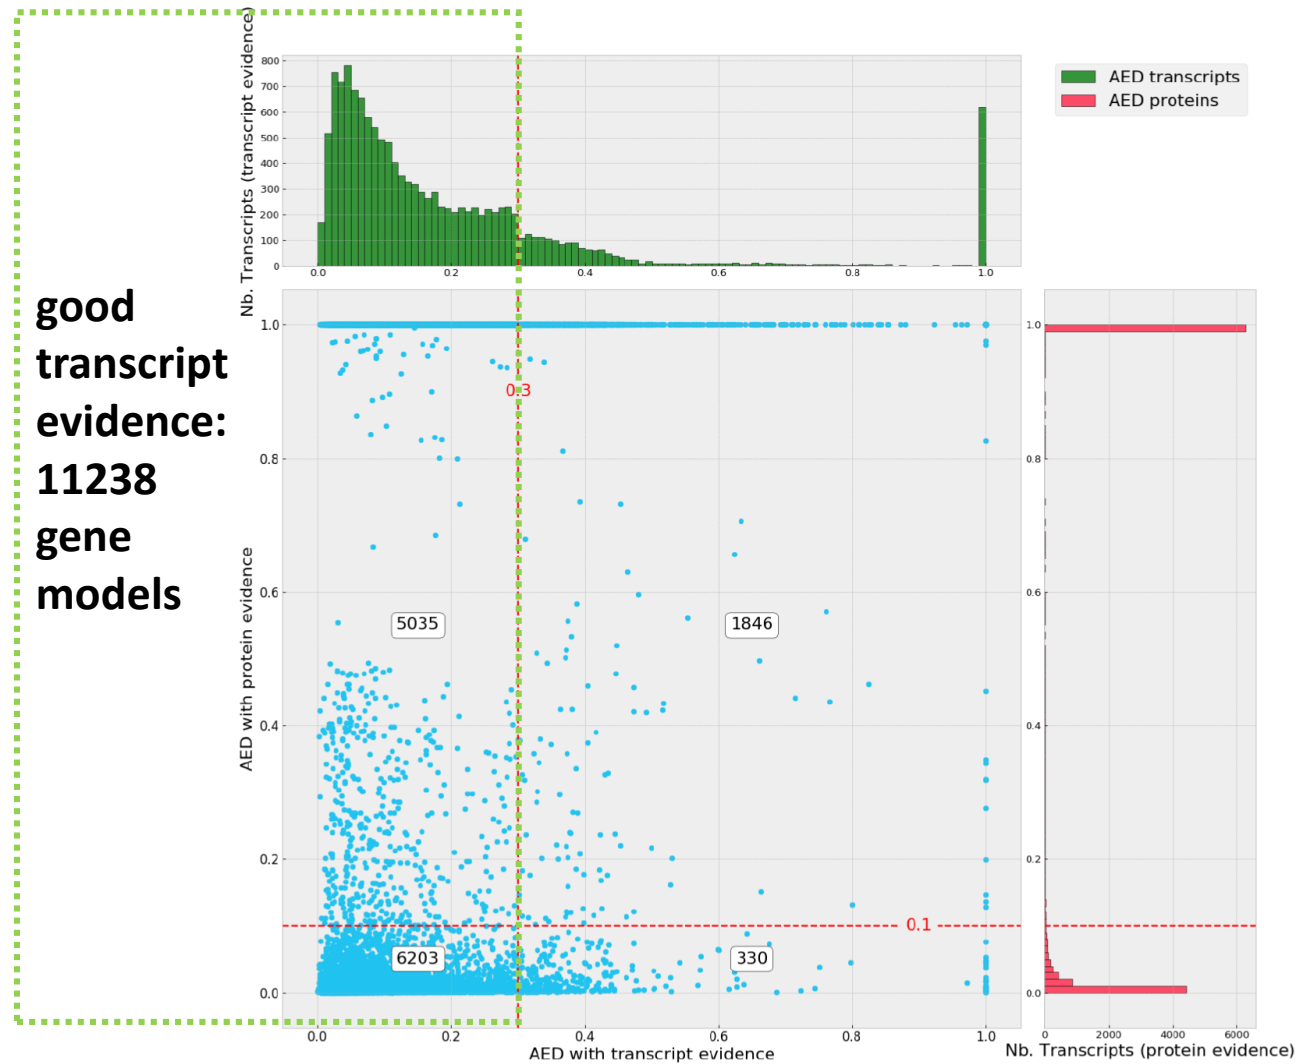 good
transcript
evidence:
11238
gene
models
Nb. Transcripts (transcript evidence)
800
700
600
500
400
300
200
100
0
0.0 0.2 0.4 0.6 0.8 1.0
AED transcripts
AED proteins
AED with protein evidence
1.0
0.8
0.6
0.4
0.2
0.0
0.3
5035 1846
0.1
6203 330
0.0 0.2 0.4 0.6 0.8 1.0
AED with transcript evidence
1.0
0.8
0.6
0.4
0.2
0.0
0 2000 4000 6000
Nb. Transcripts (protein evidence)